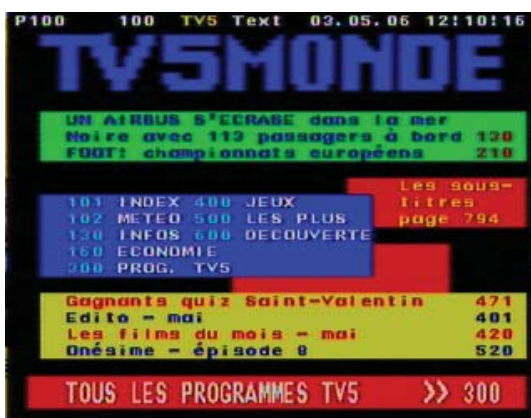 P100 100 TV5 Text 03.05.06 12:10:16
TV5MONDE
UN AIRBUS S'ECRASE dans la mer
Noire avec 113 passagers à bord 130
FOOT: championnats européens 210
Les sous-
titres
page 794
101 INDEX 400 JEUX
102 METEO 500 LES PLUS
130 INFOS 600 DECOUVERTE
160 ECONOMIE
300 PROG. TV5
Gagnants quiz Saint-Valentin 471
Edito - mai 401
Les films du mois - mai 420
Onésime - épisode 8 520
TOUS LES PROGRAMMES TV5 >> 300